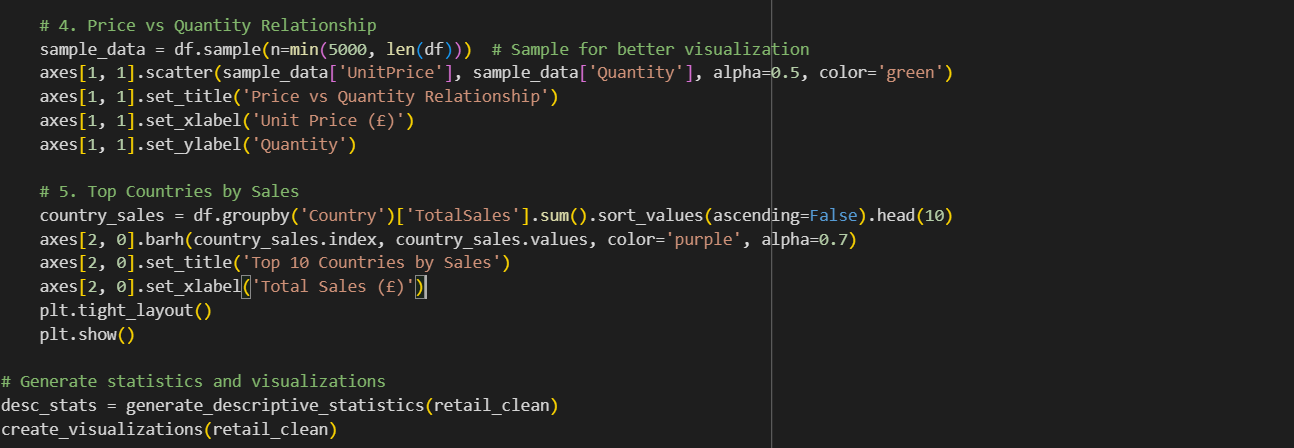 # 4. Price vs Quantity Relationship
sample_data = df.sample(n=min(5000, len(df)))  # Sample for better visualization
axes[1, 1].scatter(sample_data['UnitPrice'], sample_data['Quantity'], alpha=0.5, color='green')
axes[1, 1].set_title('Price vs Quantity Relationship')
axes[1, 1].set_xlabel('Unit Price (£)')
axes[1, 1].set_ylabel('Quantity')
# 5. Top Countries by Sales
country_sales = df.groupby('Country')['TotalSales'].sum().sort_values(ascending=False).head(10)
axes[2, 0].barh(country_sales.index, country_sales.values, color='purple', alpha=0.7)
axes[2, 0].set_title('Top 10 Countries by Sales')
axes[2, 0].set_xlabel('Total Sales (£)')
plt.tight_layout()
plt.show()
# Generate statistics and visualizations
desc_stats = generate_descriptive_statistics(retail_clean)
create_visualizations(retail_clean)